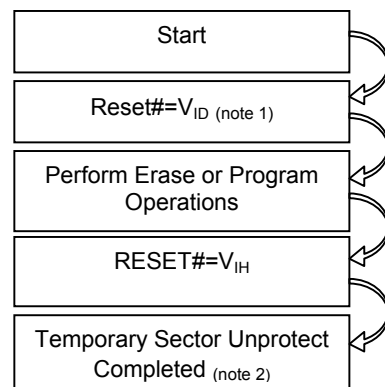 Start
Reset#=VID (note 1)
Perform Erase or Program
Operations
RESET#=VIH
Temporary Sector Unprotect
Completed (note 2)